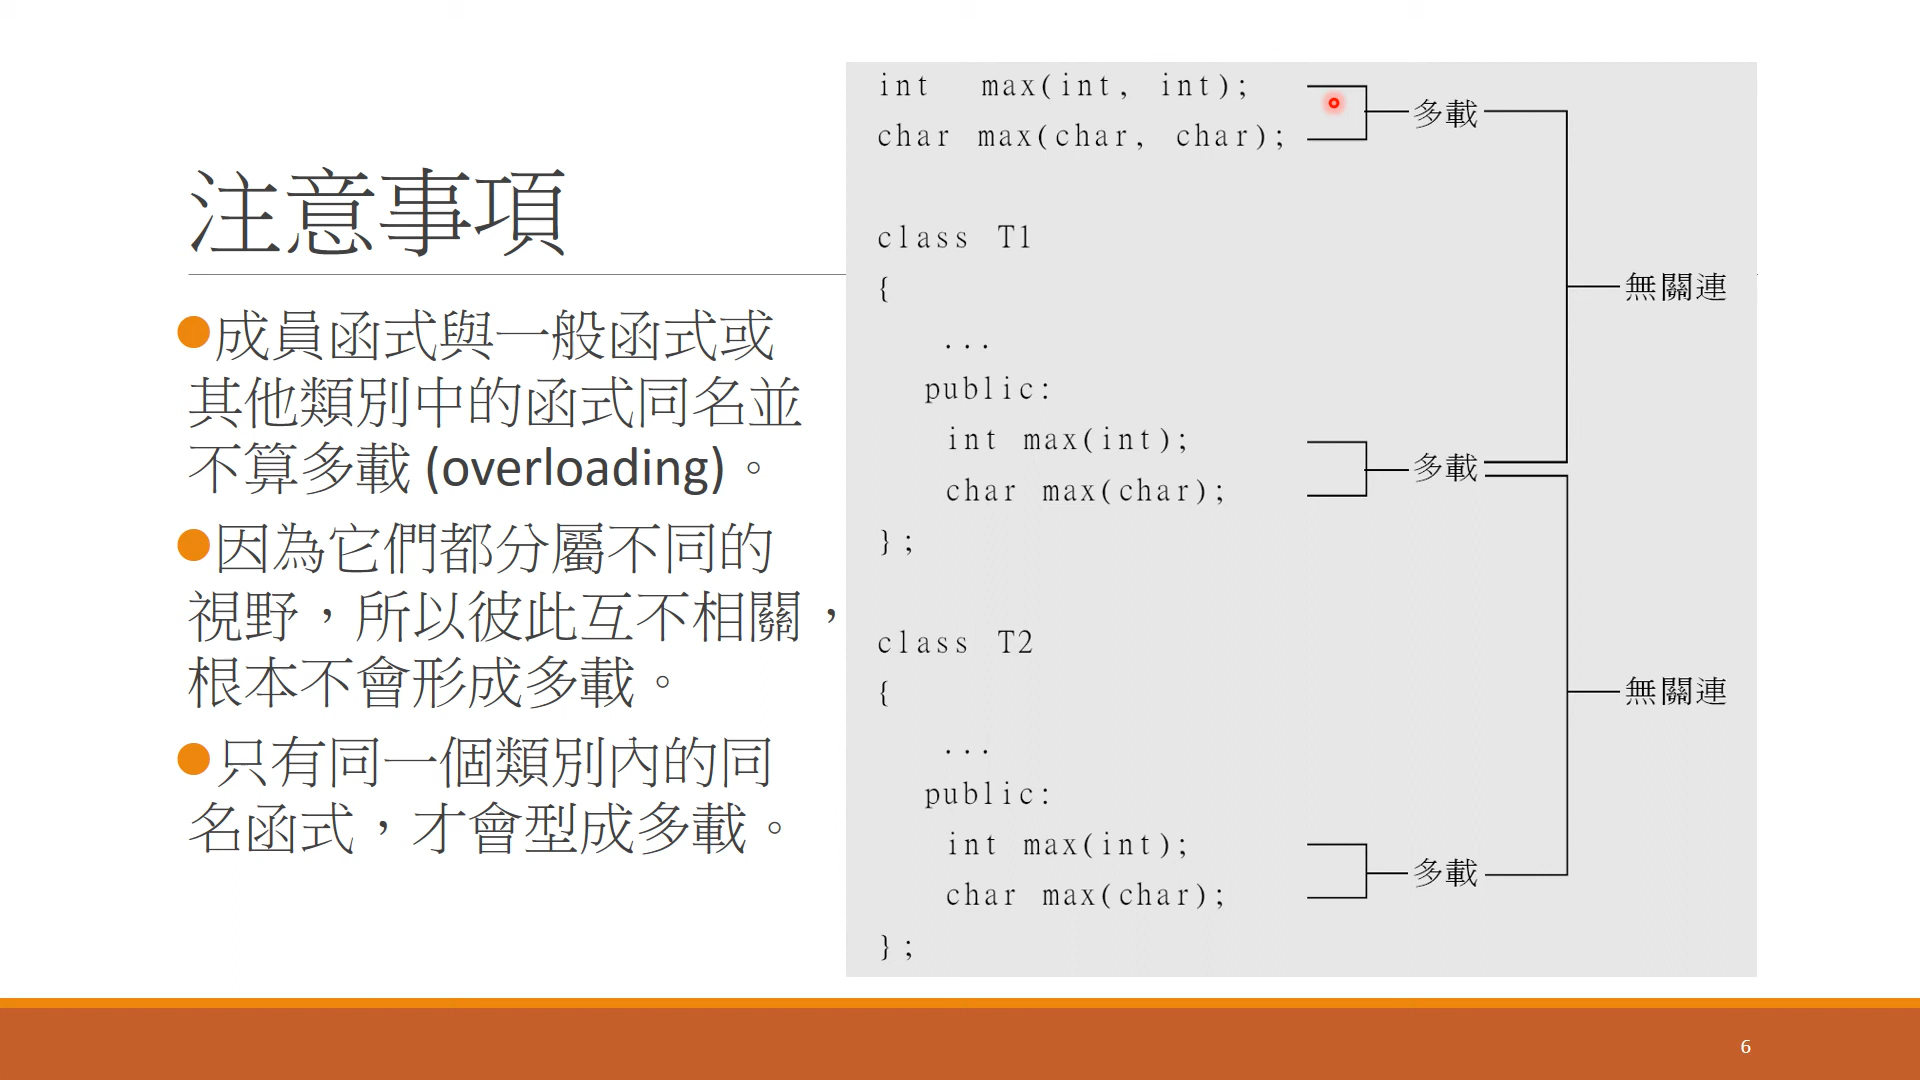 注意事項
成員函式與一般函式或
其他類別中的函式同名並
不算多載 (overloading)。
因為它們都分屬不同的
視野，所以彼此互不相關，
根本不會形成多載。
只有同一個類別內的同
名函式，才會型成多載。
int max(int, int);
char max(char, char);
多載
class T1
{
無關連
...
public:
int max(int);
多載
char max(char);
};
class T2
{
無關連
...
public:
int max(int);
多載
char max(char);
};
6